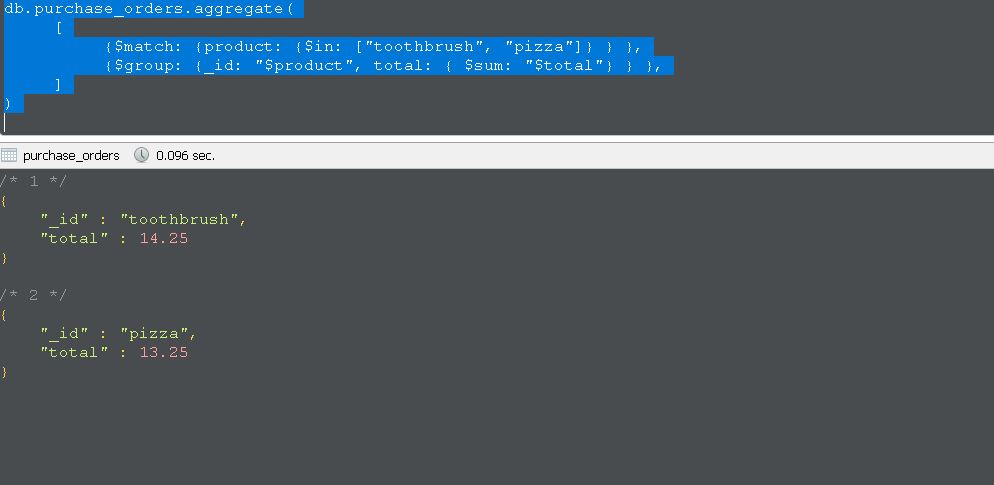 db.purchase_orders.aggregate(
[
{$match: {product: {$in: ["toothbrush", "pizza"]} } },
{$group: {_id: "$product", total: { $sum: "$total"} } },
]
)
purchase_orders 0.096 sec.
/* 1 */
{
"_id" : "toothbrush",
"total" : 14.25
}
/* 2 */
{
"_id" : "pizza",
"total" : 13.25
}